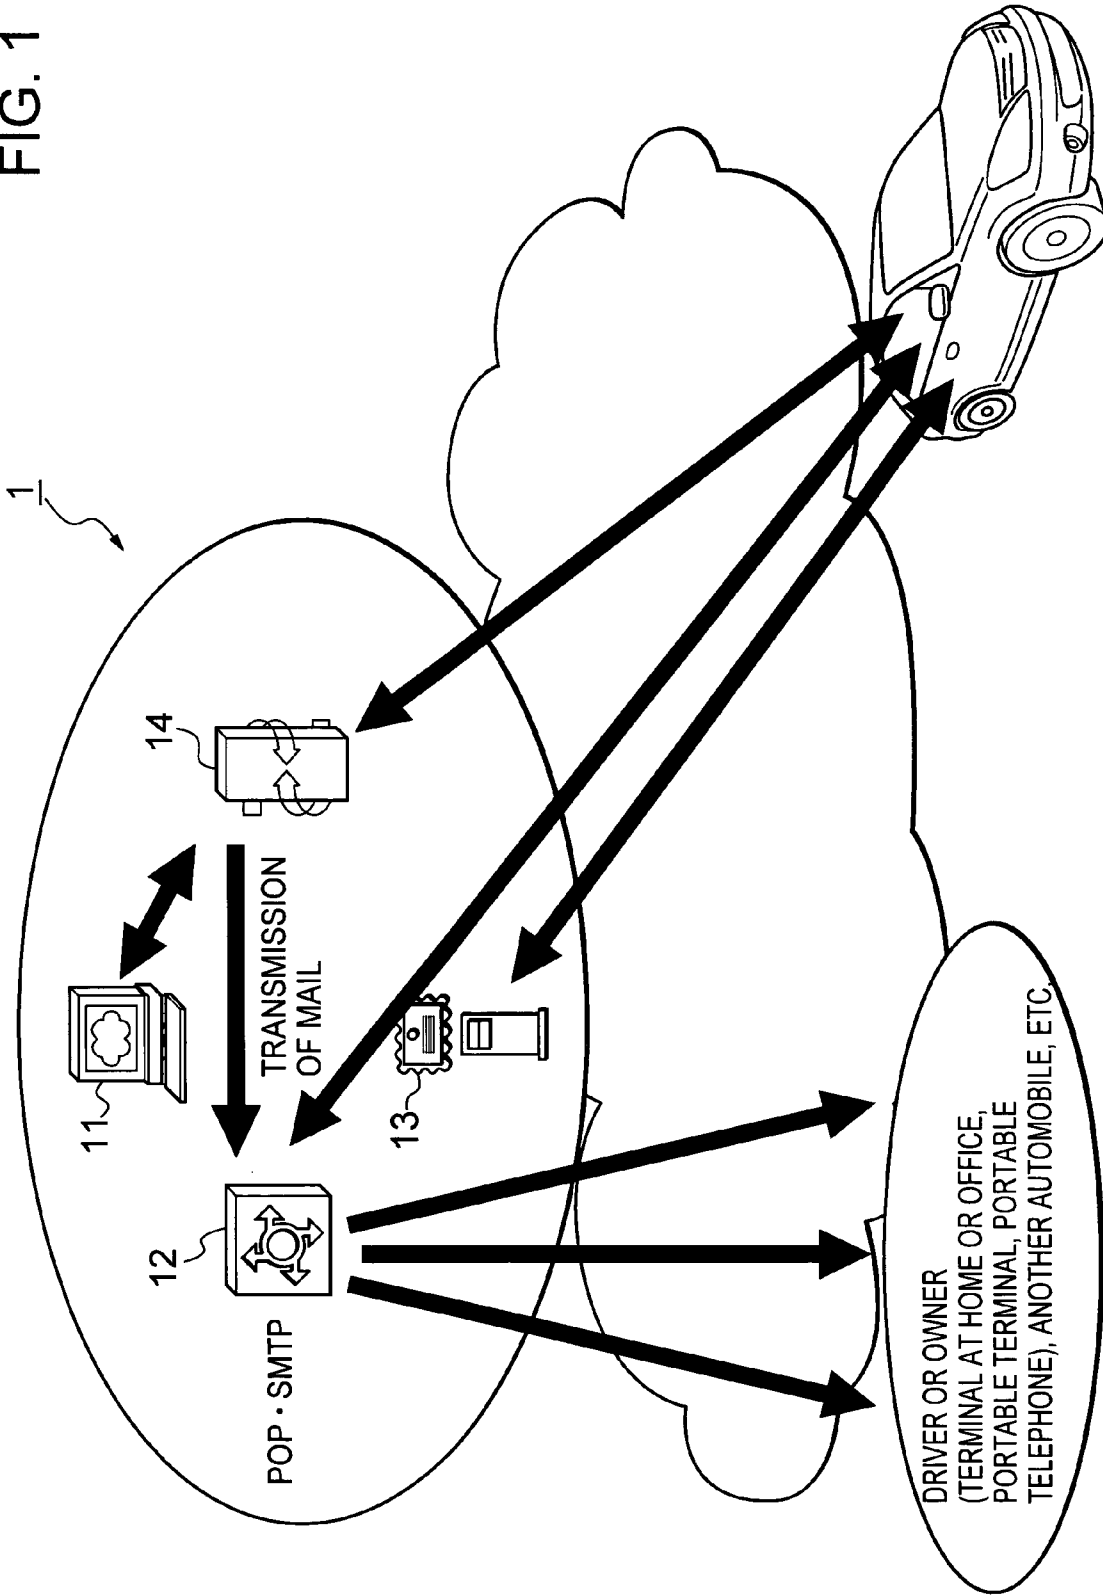 FIG. 1
1
14
11
TRANSMISSION
OF MAIL
12
13
POP・SMTP
DRIVER OR OWNER
(TERMINAL AT HOME OR OFFICE,
PORTABLE TERMINAL, PORTABLE
TELEPHONE), ANOTHER AUTOMOBILE, ETC.